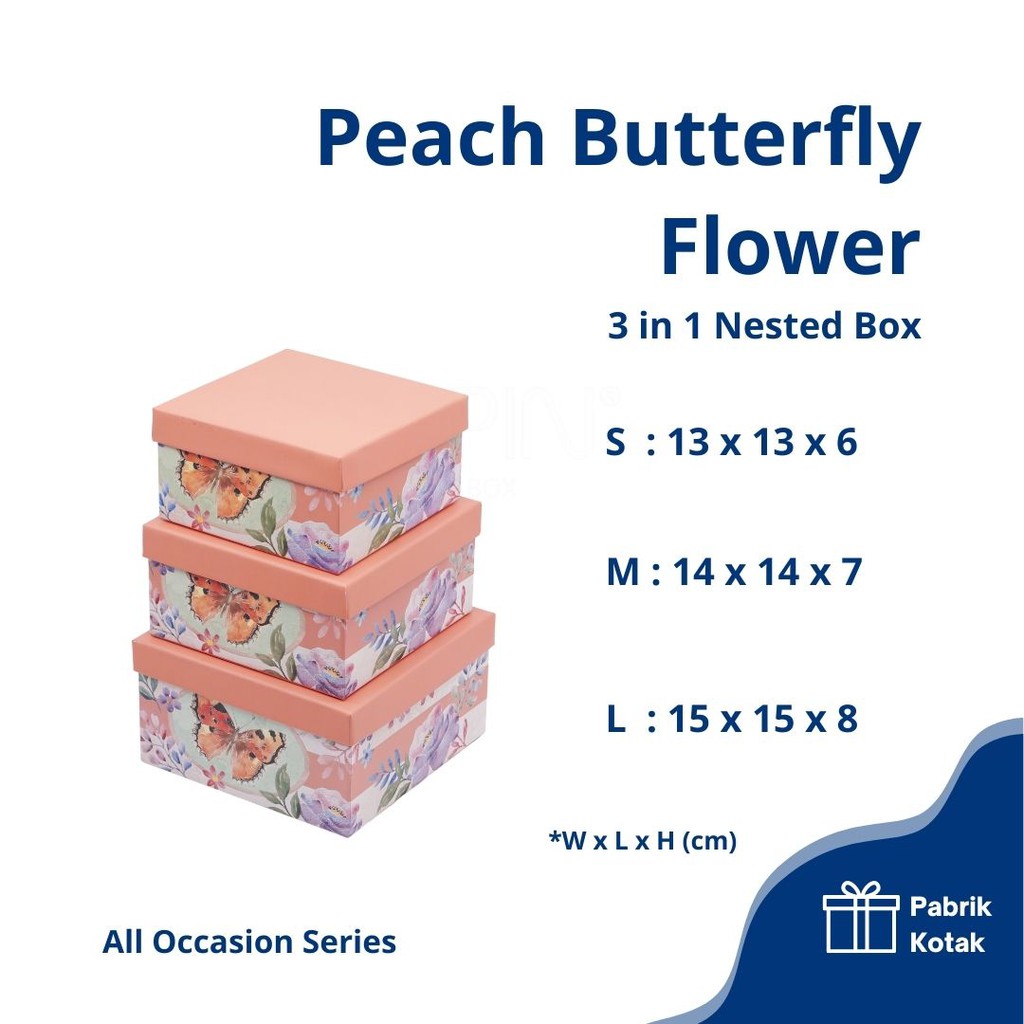 Peach Butterfly
Flower
3 in 1 Nested Box
S : 13 x 13 x 6
M : 14 x 14 x 7
L : 15 x 15 x 8
*W x L x H (cm)
All Occasion Series
Pabrik
Kotak